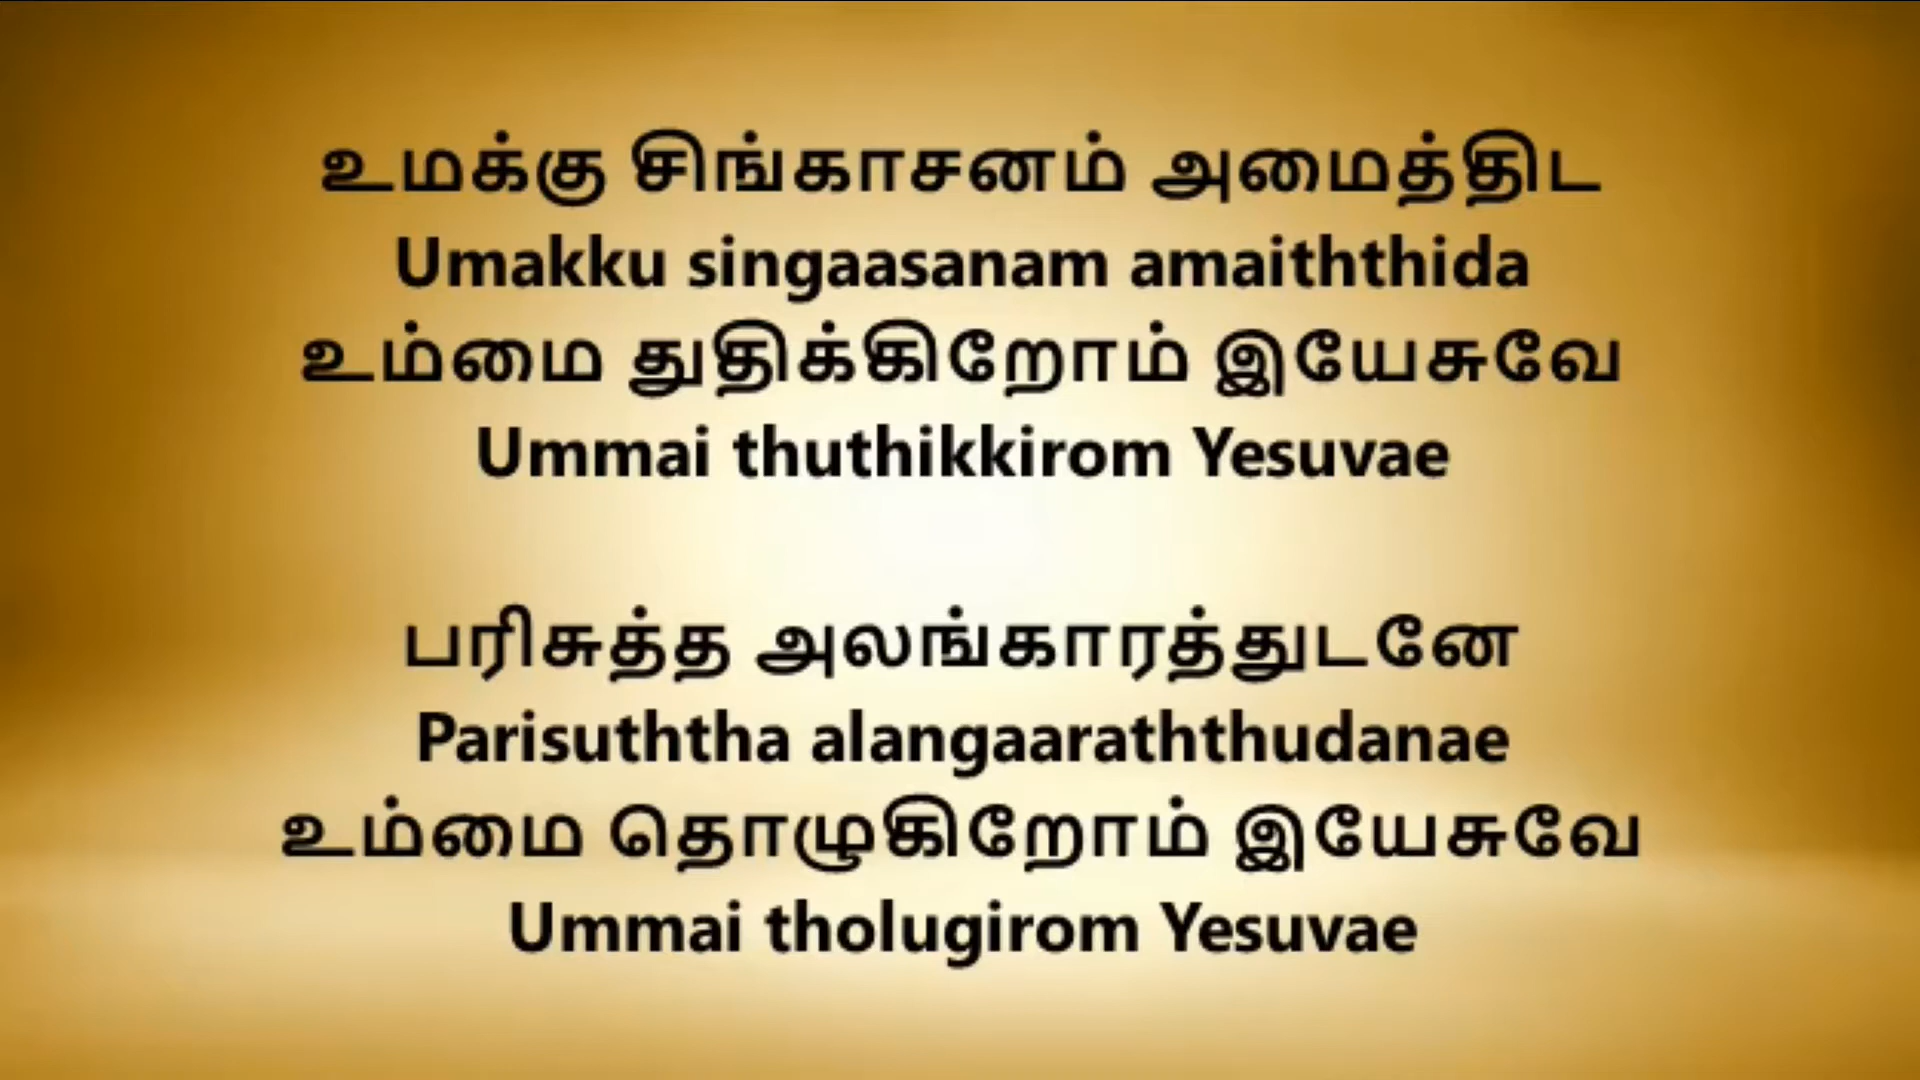 உமக்கு சிங்காசனம் அமைத்திட
Umakku singaasanam amaiththida
உம்மை துதிக்கிறோம் இயேசுவே
Ummai thuthikkirom Yesuvae
பரிசுத்த அலங்காரத்துடனே
Parisuththa alangaaraththudanae
உம்மை தொழுகிறோம் இயேசுவே
Ummai tholugirom Yesuvae